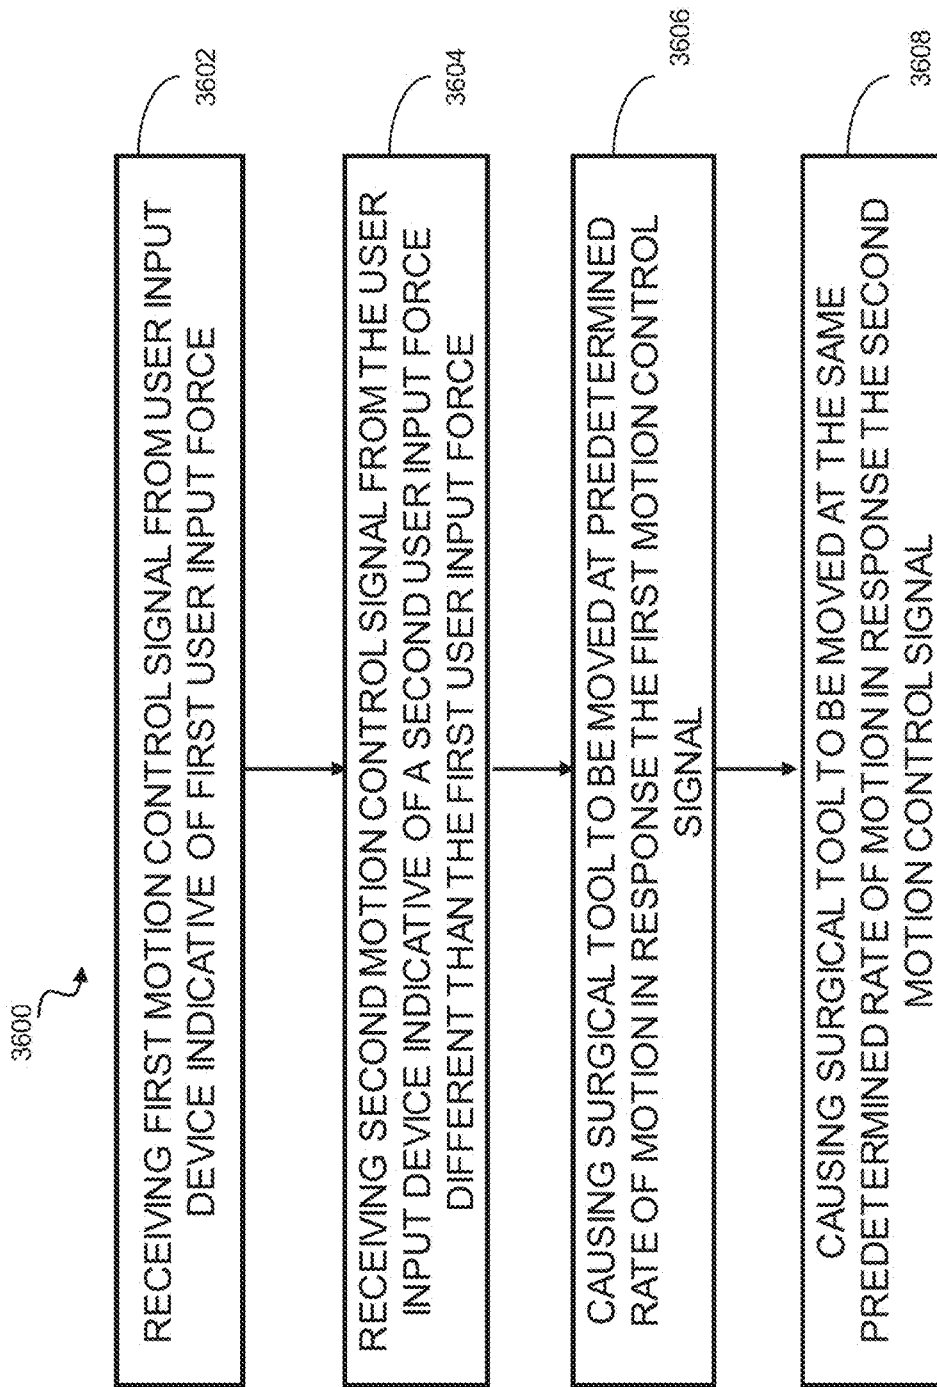 3600
RECEIVING FIRST MOTION CONTROL SIGNAL FROM USER INPUT
DEVICE INDICATIVE OF FIRST USER INPUT FORCE
3602
RECEIVING SECOND MOTION CONTROL SIGNAL FROM THE USER
INPUT DEVICE INDICATIVE OF A SECOND USER INPUT FORCE
DIFFERENT THAN THE FIRST USER INPUT FORCE
3604
CAUSING SURGICAL TOOL TO BE MOVED AT PREDETERMINED
RATE OF MOTION IN RESPONSE THE FIRST MOTION CONTROL
SIGNAL
3606
CAUSING SURGICAL TOOL TO BE MOVED AT THE SAME
PREDETERMINED RATE OF MOTION IN RESPONSE THE SECOND
MOTION CONTROL SIGNAL
3608